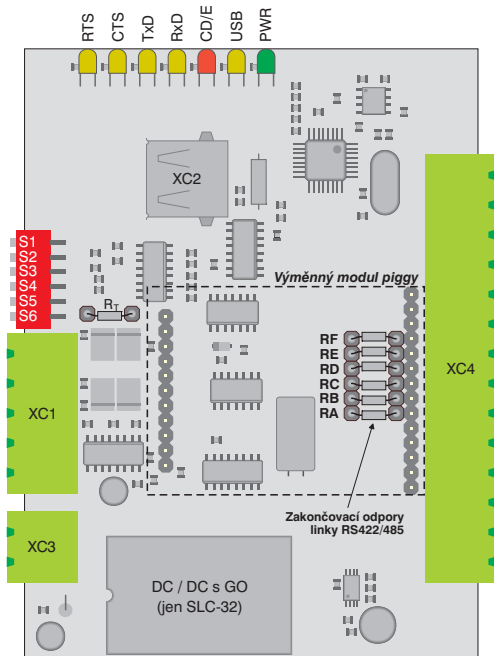 RTS
CTS
TxD
RxD
CD/E
USB
PWR
XC2
S1
S2
S3
S4
S5
S6
Výměnný modul piggy
RT
RF
RE
RD
RC
RB
RA
XC4
XC1
XC3
Zakončovací odpory
linky RS422/485
DC / DC s GO
(jen SLC-32)